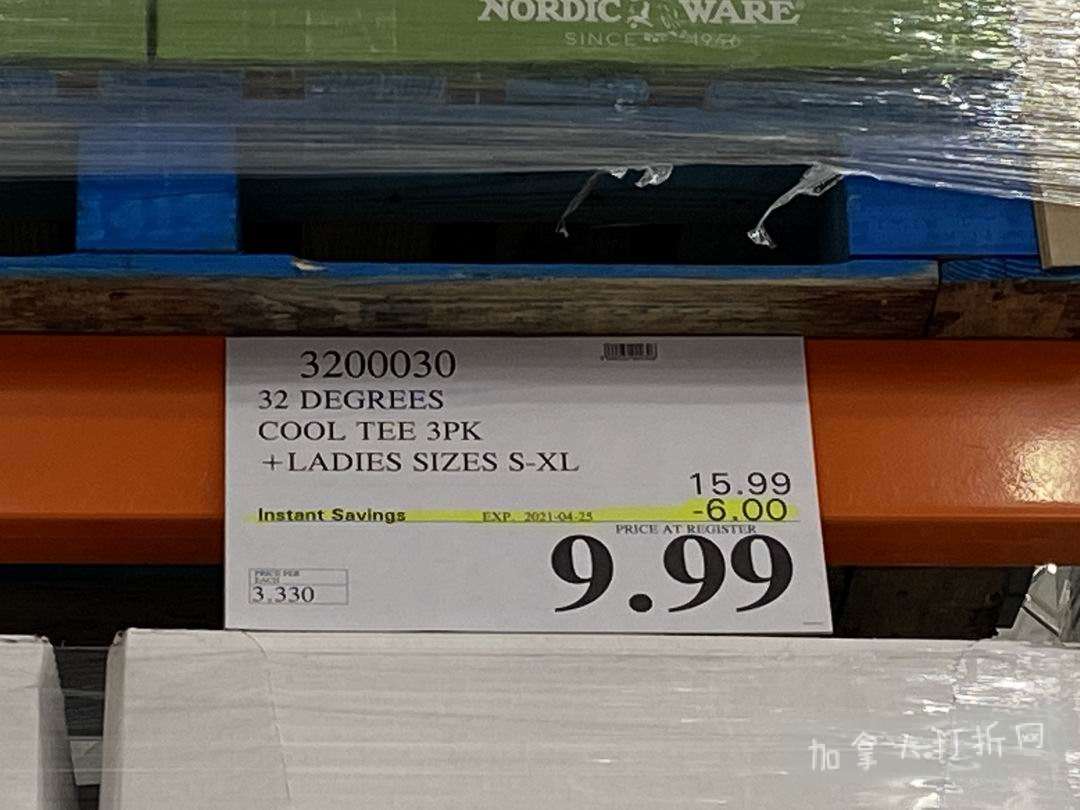 NORDIC WARE
SINCE 1946
3200030
32 DEGREES
COOL TEE 3PK
+LADIES SIZES S-XL
15.99
Instant Savings EXP. 2021-04-25 -6.00
PRICE AT REGISTER
9.99
PRICE PER
EACH
3.330
加拿大打折网